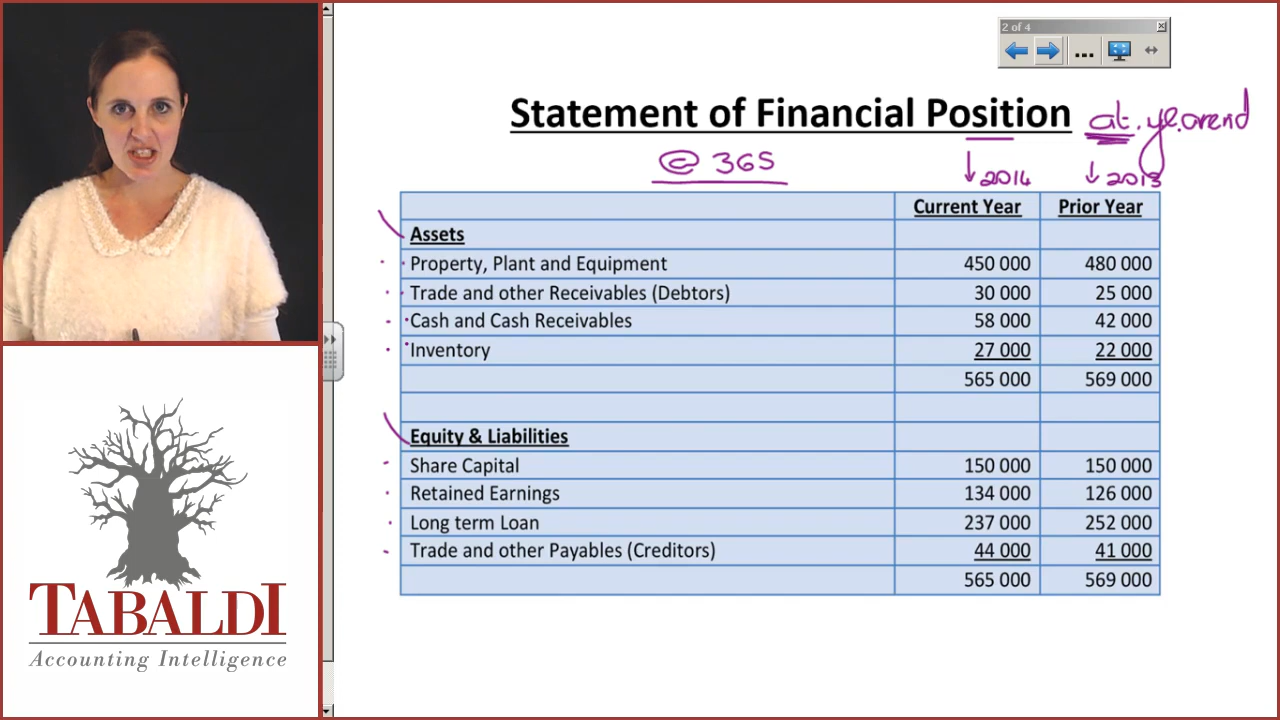 2 of 4
Statement of Financial Position at year end
@ 365 2014 2013
Current Year Prior Year
Assets
Property, Plant and Equipment 450 000 480 000
Trade and other Receivables (Debtors) 30 000 25 000
Cash and Cash Receivables 58 000 42 000
Inventory 27 000 22 000
565 000 569 000
Equity & Liabilities
Share Capital 150 000 150 000
Retained Earnings 134 000 126 000
Long term Loan 237 000 252 000
Trade and other Payables (Creditors) 44 000 41 000
565 000 569 000
TABALDI
Accounting Intelligence